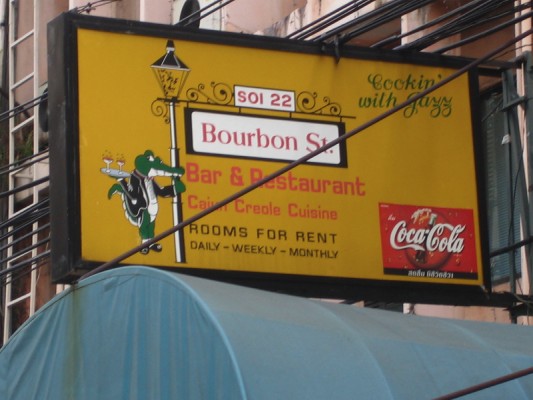 Cookin'
with Jazz
SOI 22
Bourbon St.
Bar & Restaurant
Cajun Creole Cuisine
ROOMS FOR RENT
DAILY - WEEKLY - MONTHLY
Coca-Cola